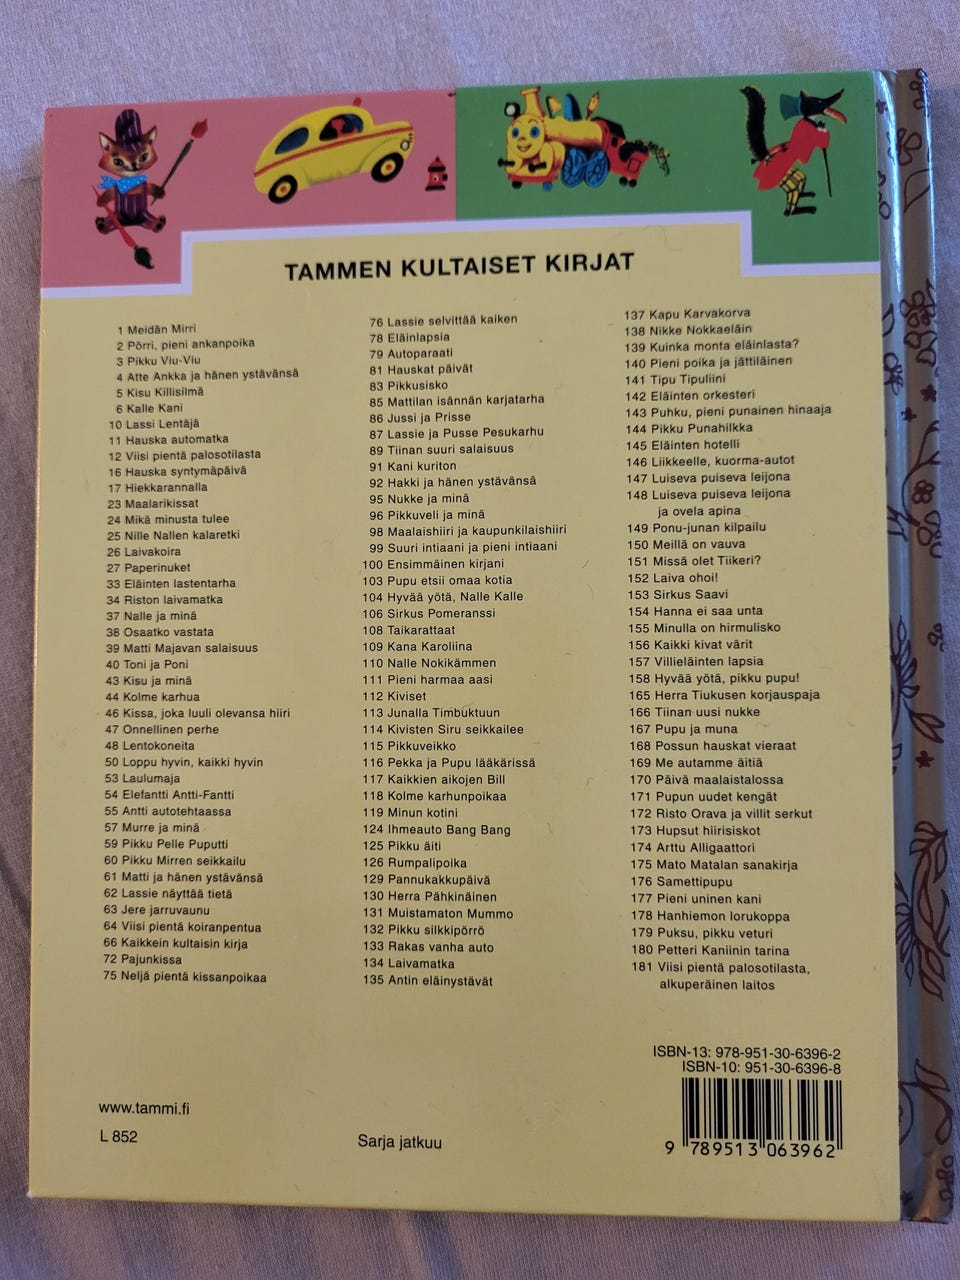 TAMMEN KULTAISET KIRJAT
1 Meidän Mirri
2 Pörri, pieni ankanpoika
3 Pikku Viu-Viu
4 Atte Ankka ja hänen ystävänsä
5 Kisu Killisilmä
6 Kalle Kani
10 Lassi Lentäjä
11 Hauska automatka
12 Viisi pientä palosotilasta
16 Hauska syntymäpäivä
17 Hiekkarannalla
23 Maalarikissat
24 Mikä minusta tulee
25 Nille Nallen kalaretki
26 Laivakoira
27 Paperinuket
33 Eläinten lastentarha
34 Riston laivamatka
37 Nalle ja minä
38 Osaatko vastata
39 Matti Majavan salaisuus
40 Toni ja Poni
43 Kisu ja minä
44 Kolme karhua
46 Kissa, joka luuli olevansa hiiri
47 Onnellinen perhe
48 Lentokoneita
50 Loppu hyvin, kaikki hyvin
53 Laulumaja
54 Elefantti Antti-Fantti
55 Antti autotehtaassa
57 Murre ja minä
59 Pikku Pelle Puputti
60 Pikku Mirren seikkailu
61 Matti ja hänen ystävänsä
62 Lassie näyttää tietä
63 Jere jarruvaunu
64 Viisi pientä koiranpentua
66 Kaikkein kultaisin kirja
72 Pajunkissa
75 Neljä pientä kissanpoikaa
76 Lassie selvittää kaiken
78 Eläinlapsia
79 Autoparaati
81 Hauskat päivät
83 Pikkusisko
85 Mattilan isännän karjatarha
86 Jussi ja Prisse
87 Lassie ja Pusse Pesukarhu
89 Tiinan suuri salaisuus
91 Kani kuriton
92 Hakki ja hänen ystävänsä
95 Nukke ja minä
96 Pikkuveli ja minä
98 Maalaishiiri ja kaupunkilaishiiri
99 Suuri intiaani ja pieni intiaani
100 Ensimmäinen kirjani
103 Pupu etsii omaa kotia
104 Hyvää yötä, Nalle Kalle
106 Sirkus Pomeranssi
108 Taikarattaat
109 Kana Karoliina
110 Nalle Nokikämmen
111 Pieni harmaa aasi
112 Kiviset
113 Junalla Timbuktuun
114 Kivisten Siru seikkailee
115 Pikkuveikko
116 Pekka ja Pupu lääkärissä
117 Kaikkien aikojen Bill
118 Kolme karhunpoikaa
119 Minun kotini
124 Ihmeauto Bang Bang
125 Pikku äiti
126 Rumpalipoika
129 Pannukakkupäivä
130 Herra Pähkinäinen
131 Muistamaton Mummo
132 Pikku silkkipörrö
133 Rakas vanha auto
134 Laivamatka
135 Antin eläinystävät
137 Kapu Karvakorva
138 Nikke Nokkaeläin
139 Kuinka monta eläinlasta?
140 Pieni poika ja jättiläinen
141 Tipu Tipuliini
142 Eläinten orkesteri
143 Puhku, pieni punainen hinaaja
144 Pikku Punahilkka
145 Eläinten hotelli
146 Liikkeelle, kuorma-autot
147 Luiseva puiseva leijona
148 Luiseva puiseva leijona
ja ovela apina
149 Ponu-junan kilpailu
150 Meillä on vauva
151 Missä olet Tiikeri?
152 Laiva ohoi!
153 Sirkus Saavi
154 Hanna ei saa unta
155 Minulla on hirmulisko
156 Kaikki kivat värit
157 Villieläinten lapsia
158 Hyvää yötä, pikku pupu!
165 Herra Tiukusen korjauspaja
166 Tiinan uusi nukke
167 Pupu ja muna
168 Possun hauskat vieraat
169 Me autamme äitiä
170 Päivä maalaistalossa
171 Pupun uudet kengät
172 Risto Orava ja villit serkut
173 Hupsut hiirisiskot
174 Arttu Alligaattori
175 Mato Matalan sanakirja
176 Samettipupu
177 Pieni uninen kani
178 Hanhiemon lorukoppa
179 Puksu, pikku veturi
180 Petteri Kaniinin tarina
181 Viisi pientä palosotilasta,
alkuperäinen laitos
ISBN-13: 978-951-30-6396-2
ISBN-10: 951-30-6396-8
9 789513 063962
www.tammi.fi
L 852
Sarja jatkuu